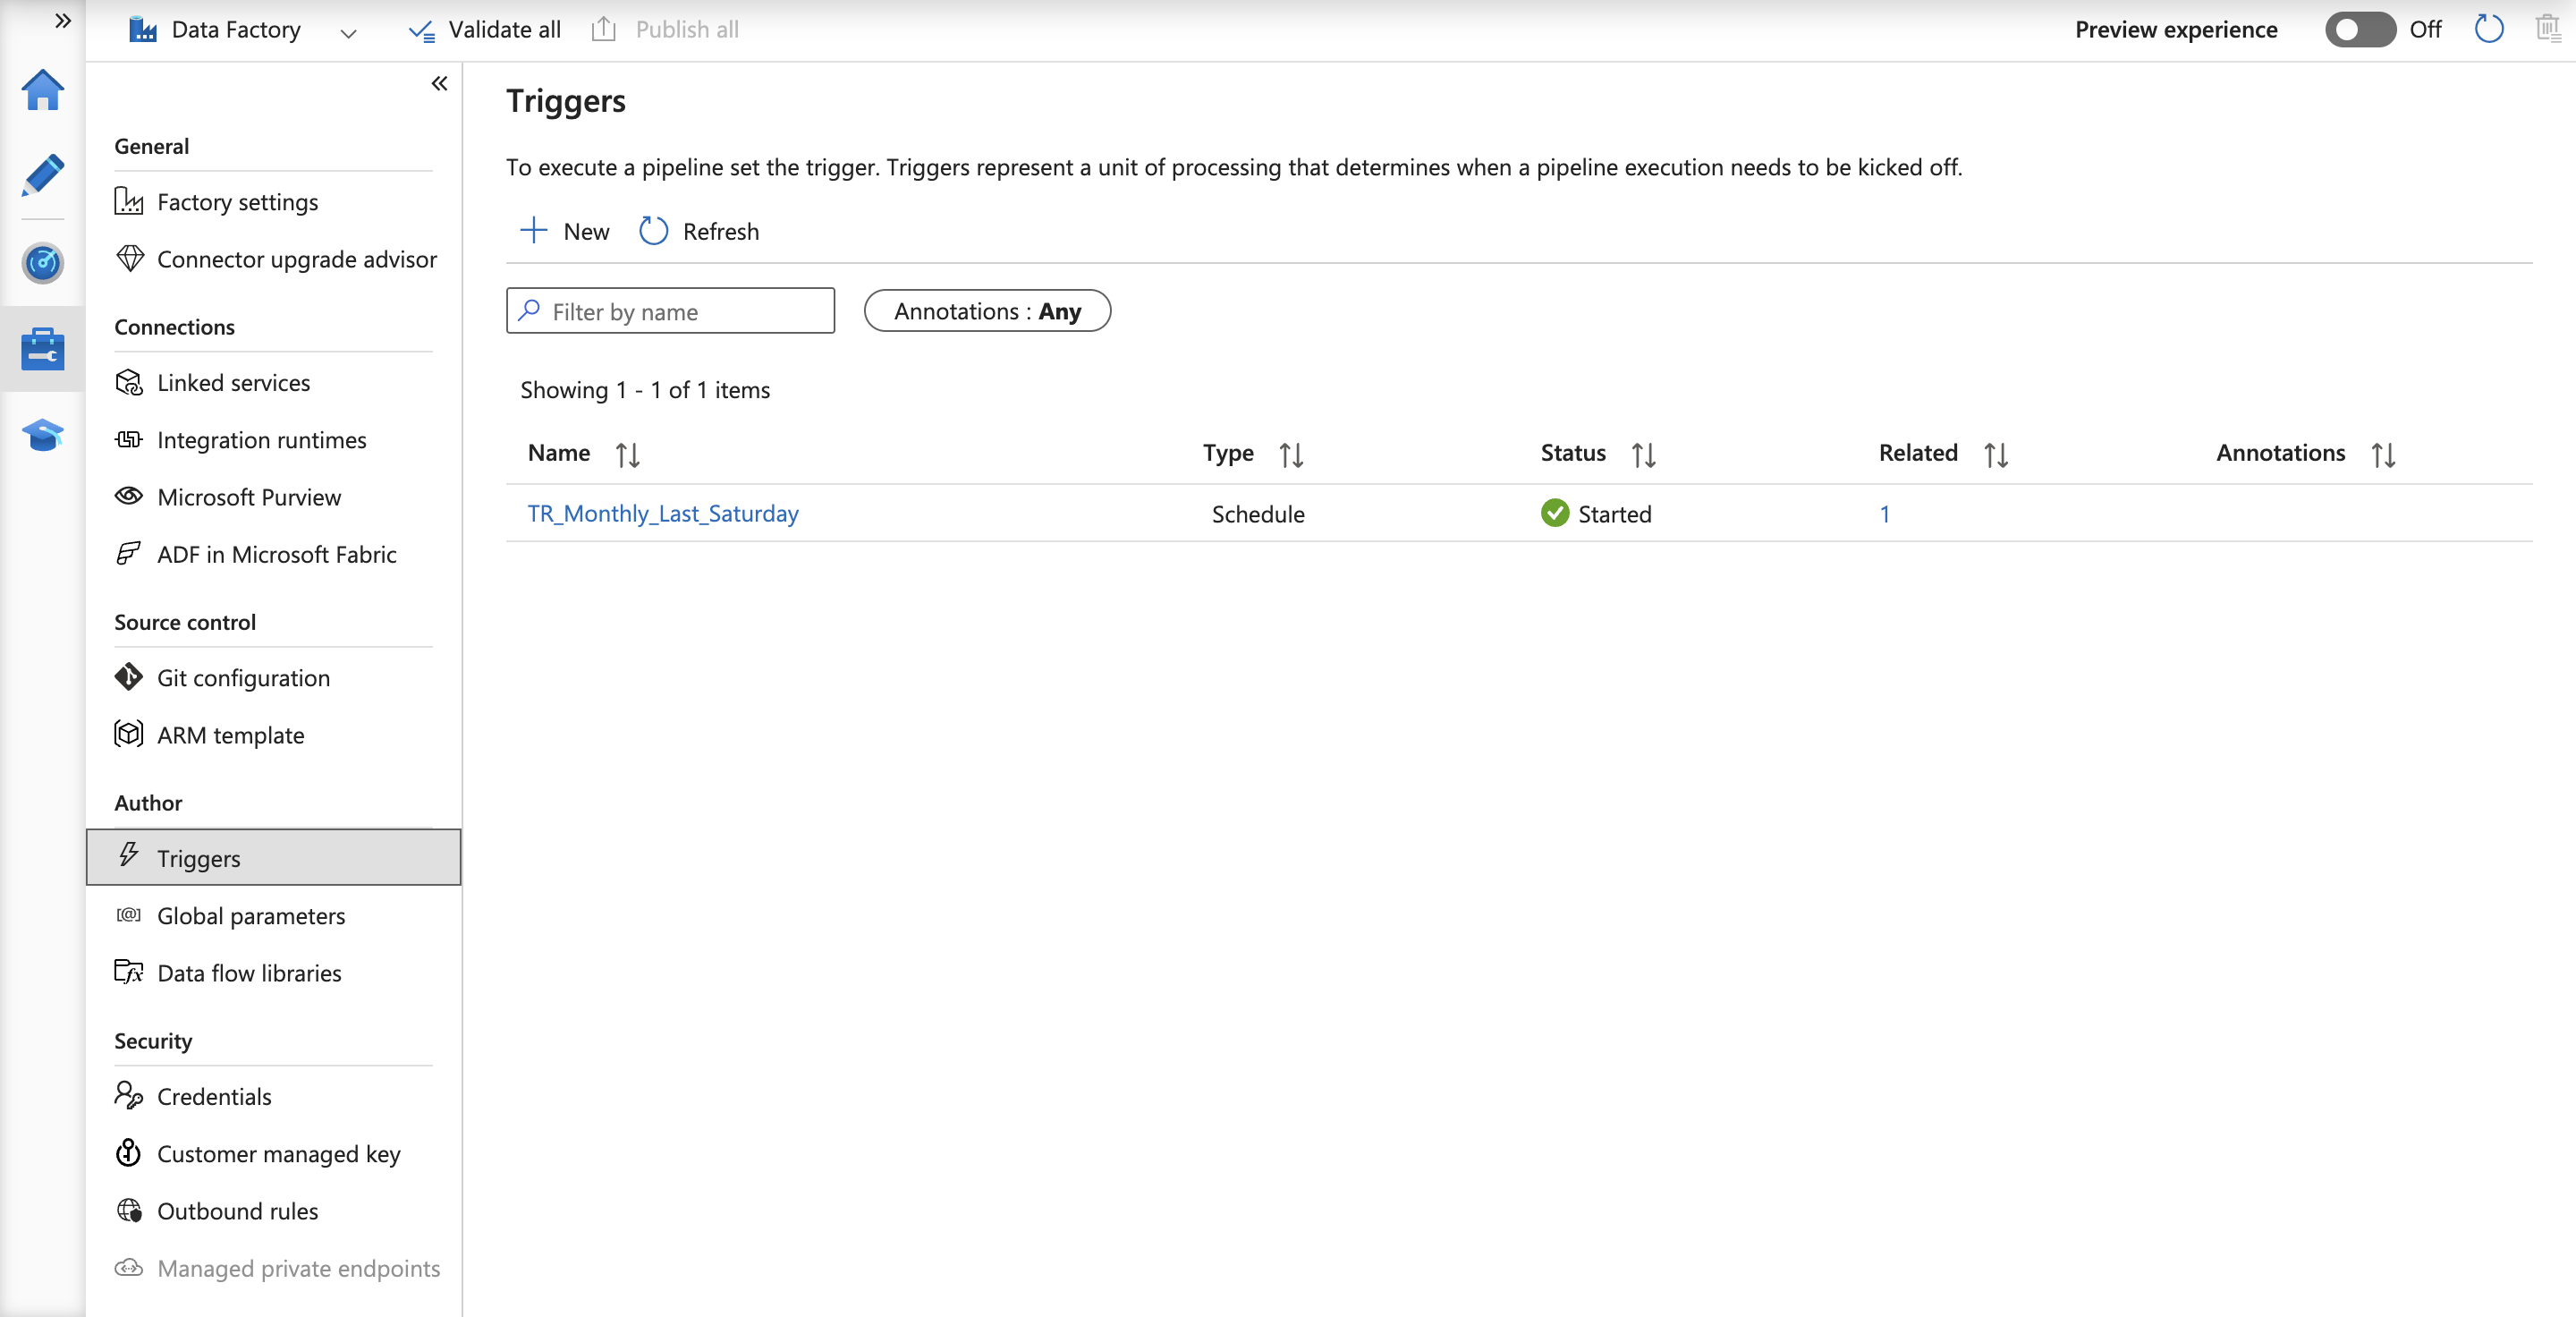 Data Factory
Validate all
Publish all
Preview experience
Off
General
Factory settings
Connector upgrade advisor
Connections
Linked services
Integration runtimes
Microsoft Purview
ADF in Microsoft Fabric
Source control
Git configuration
ARM template
Author
Triggers
Global parameters
Data flow libraries
Security
Credentials
Customer managed key
Outbound rules
Managed private endpoints
Triggers
To execute a pipeline set the trigger. Triggers represent a unit of processing that determines when a pipeline execution needs to be kicked off.
New Refresh
Filter by name
Annotations : Any
Showing 1 - 1 of 1 items
Name Type Status Related Annotations
TR_Monthly_Last_Saturday Schedule Started 1